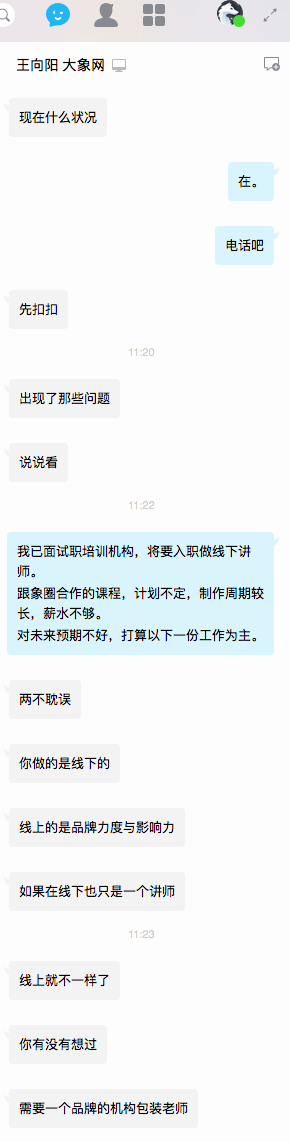 王向阳 大象网
现在什么状况
在。
电话吧
先扣扣
11:20
出现了那些问题
说说看
11:22
我已面试职培训机构，将要入职做线下讲
师。
跟象圈合作的课程，计划不定，制作周期较
长，薪水不够。
对未来预期不好，打算以下一份工作为主。
两不耽误
你做的是线下的
线上的是品牌力度与影响力
如果在线下也只是一个讲师
11:23
线上就不一样了
你有没有想过
需要一个品牌的机构包装老师